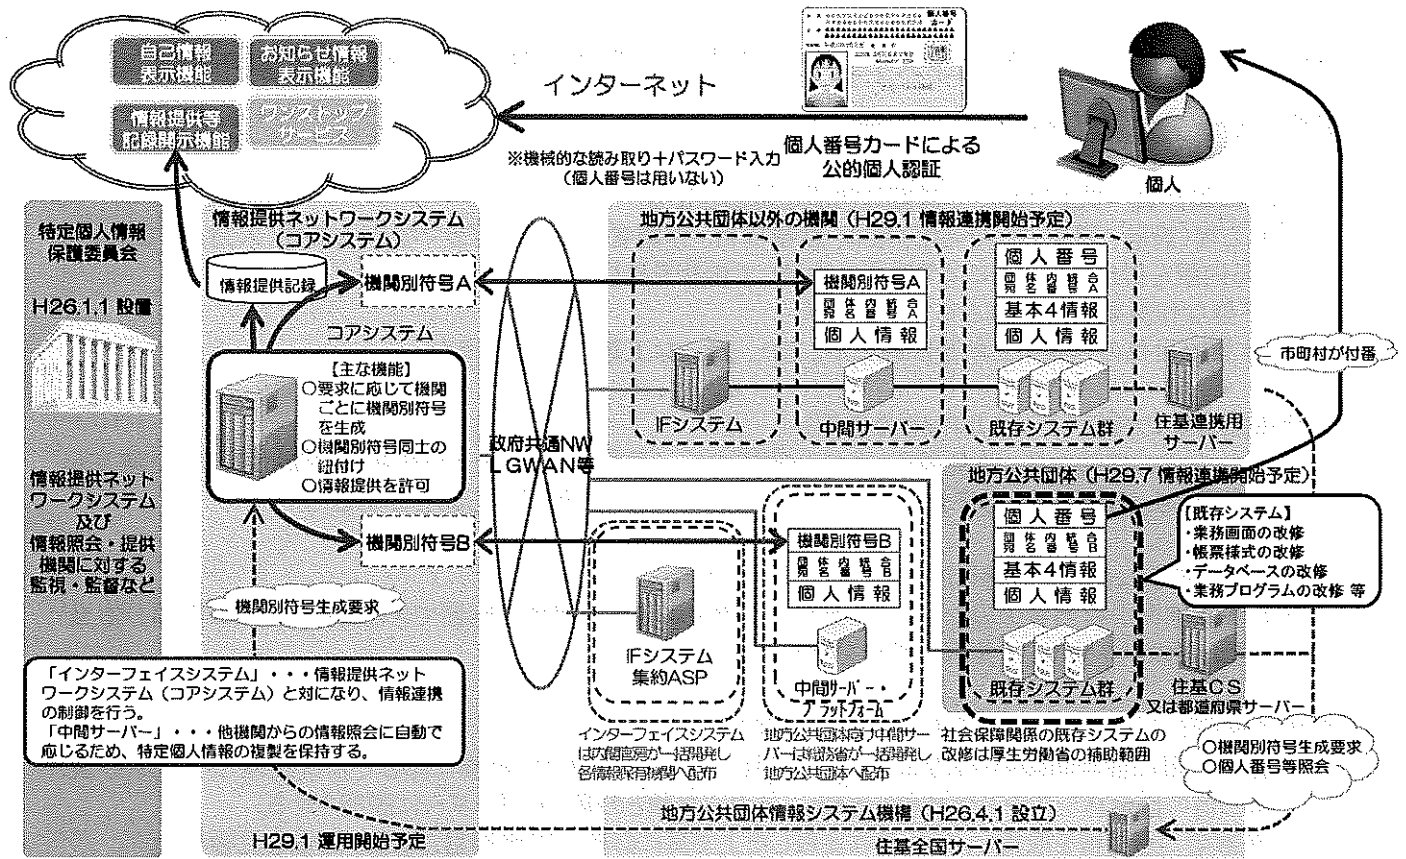 自己情報
表示機能
お知らせ情報
表示機能
情報提供等
記録開示機能
ワンストップ
サービス
インターネット
個人番号
カード
※機械的な読み取り+パスワード入力
(個人番号は用いない)
個人番号カードによる
公的個人認証
個人
特定個人情報
保護委員会
H26.1.1 設置
情報提供ネット
ワークシステム
及び
情報照会・提供
機関に対する
監視・監督など
情報提供ネットワークシステム
(コアシステム)
情報提供記録
機関別符号A
コアシステム
【主な機能】
○要求に応じて機関
ごとに機関別符号
を生成
○機関別符号同士の
紐付け
○情報提供を許可
機関別符号B
機関別符号生成要求
「インターフェイスシステム」・・・情報提供ネット
ワークシステム(コアシステム)と対になり、情報連携
の制御を行う。
「中間サーバー」・・・他機関からの情報照会に自動で
応じるため、特定個人情報の複製を保持する。
H29.1 運用開始予定
政府共通NW
LGWAN等
地方公共団体以外の機関(H29.1 情報連携開始予定)
IFシステム
機関別符号A
団体内統合
宛名番号A
個人情報
中間サーバー
個人番号
団体内統合
宛名番号A
基本4情報
個人情報
既存システム群
住基連携用
サーバー
市町村が付番
地方公共団体(H29.7 情報連携開始予定)
IFシステム
集約ASP
インターフェイスシステム
は内閣官房が一括開発し
各情報保有機関へ配布
機関別符号B
団体内統合
宛名番号B
個人情報
中間サーバー・
プラットフォーム
地方公共団体向け中間サー
バーは総務省が一括開発し
地方公共団体へ配布
個人番号
団体内統合
宛名番号B
基本4情報
個人情報
既存システム群
社会保障関係の既存システムの
改修は厚生労働省の補助範囲
【既存システム】
・業務画面の改修
・帳票様式の改修
・データベースの改修
・業務プログラムの改修 等
住基CS
又は都道府県サーバー
○機関別符号生成要求
○個人番号等照会
地方公共団体情報システム機構(H26.4.1 設立)
住基全国サーバー